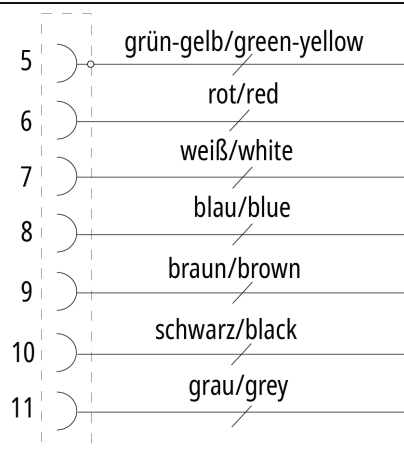 5 grün-gelb/green-yellow
6 rot/red
7 weiß/white
8 blau/blue
9 braun/brown
10 schwarz/black
11 grau/grey